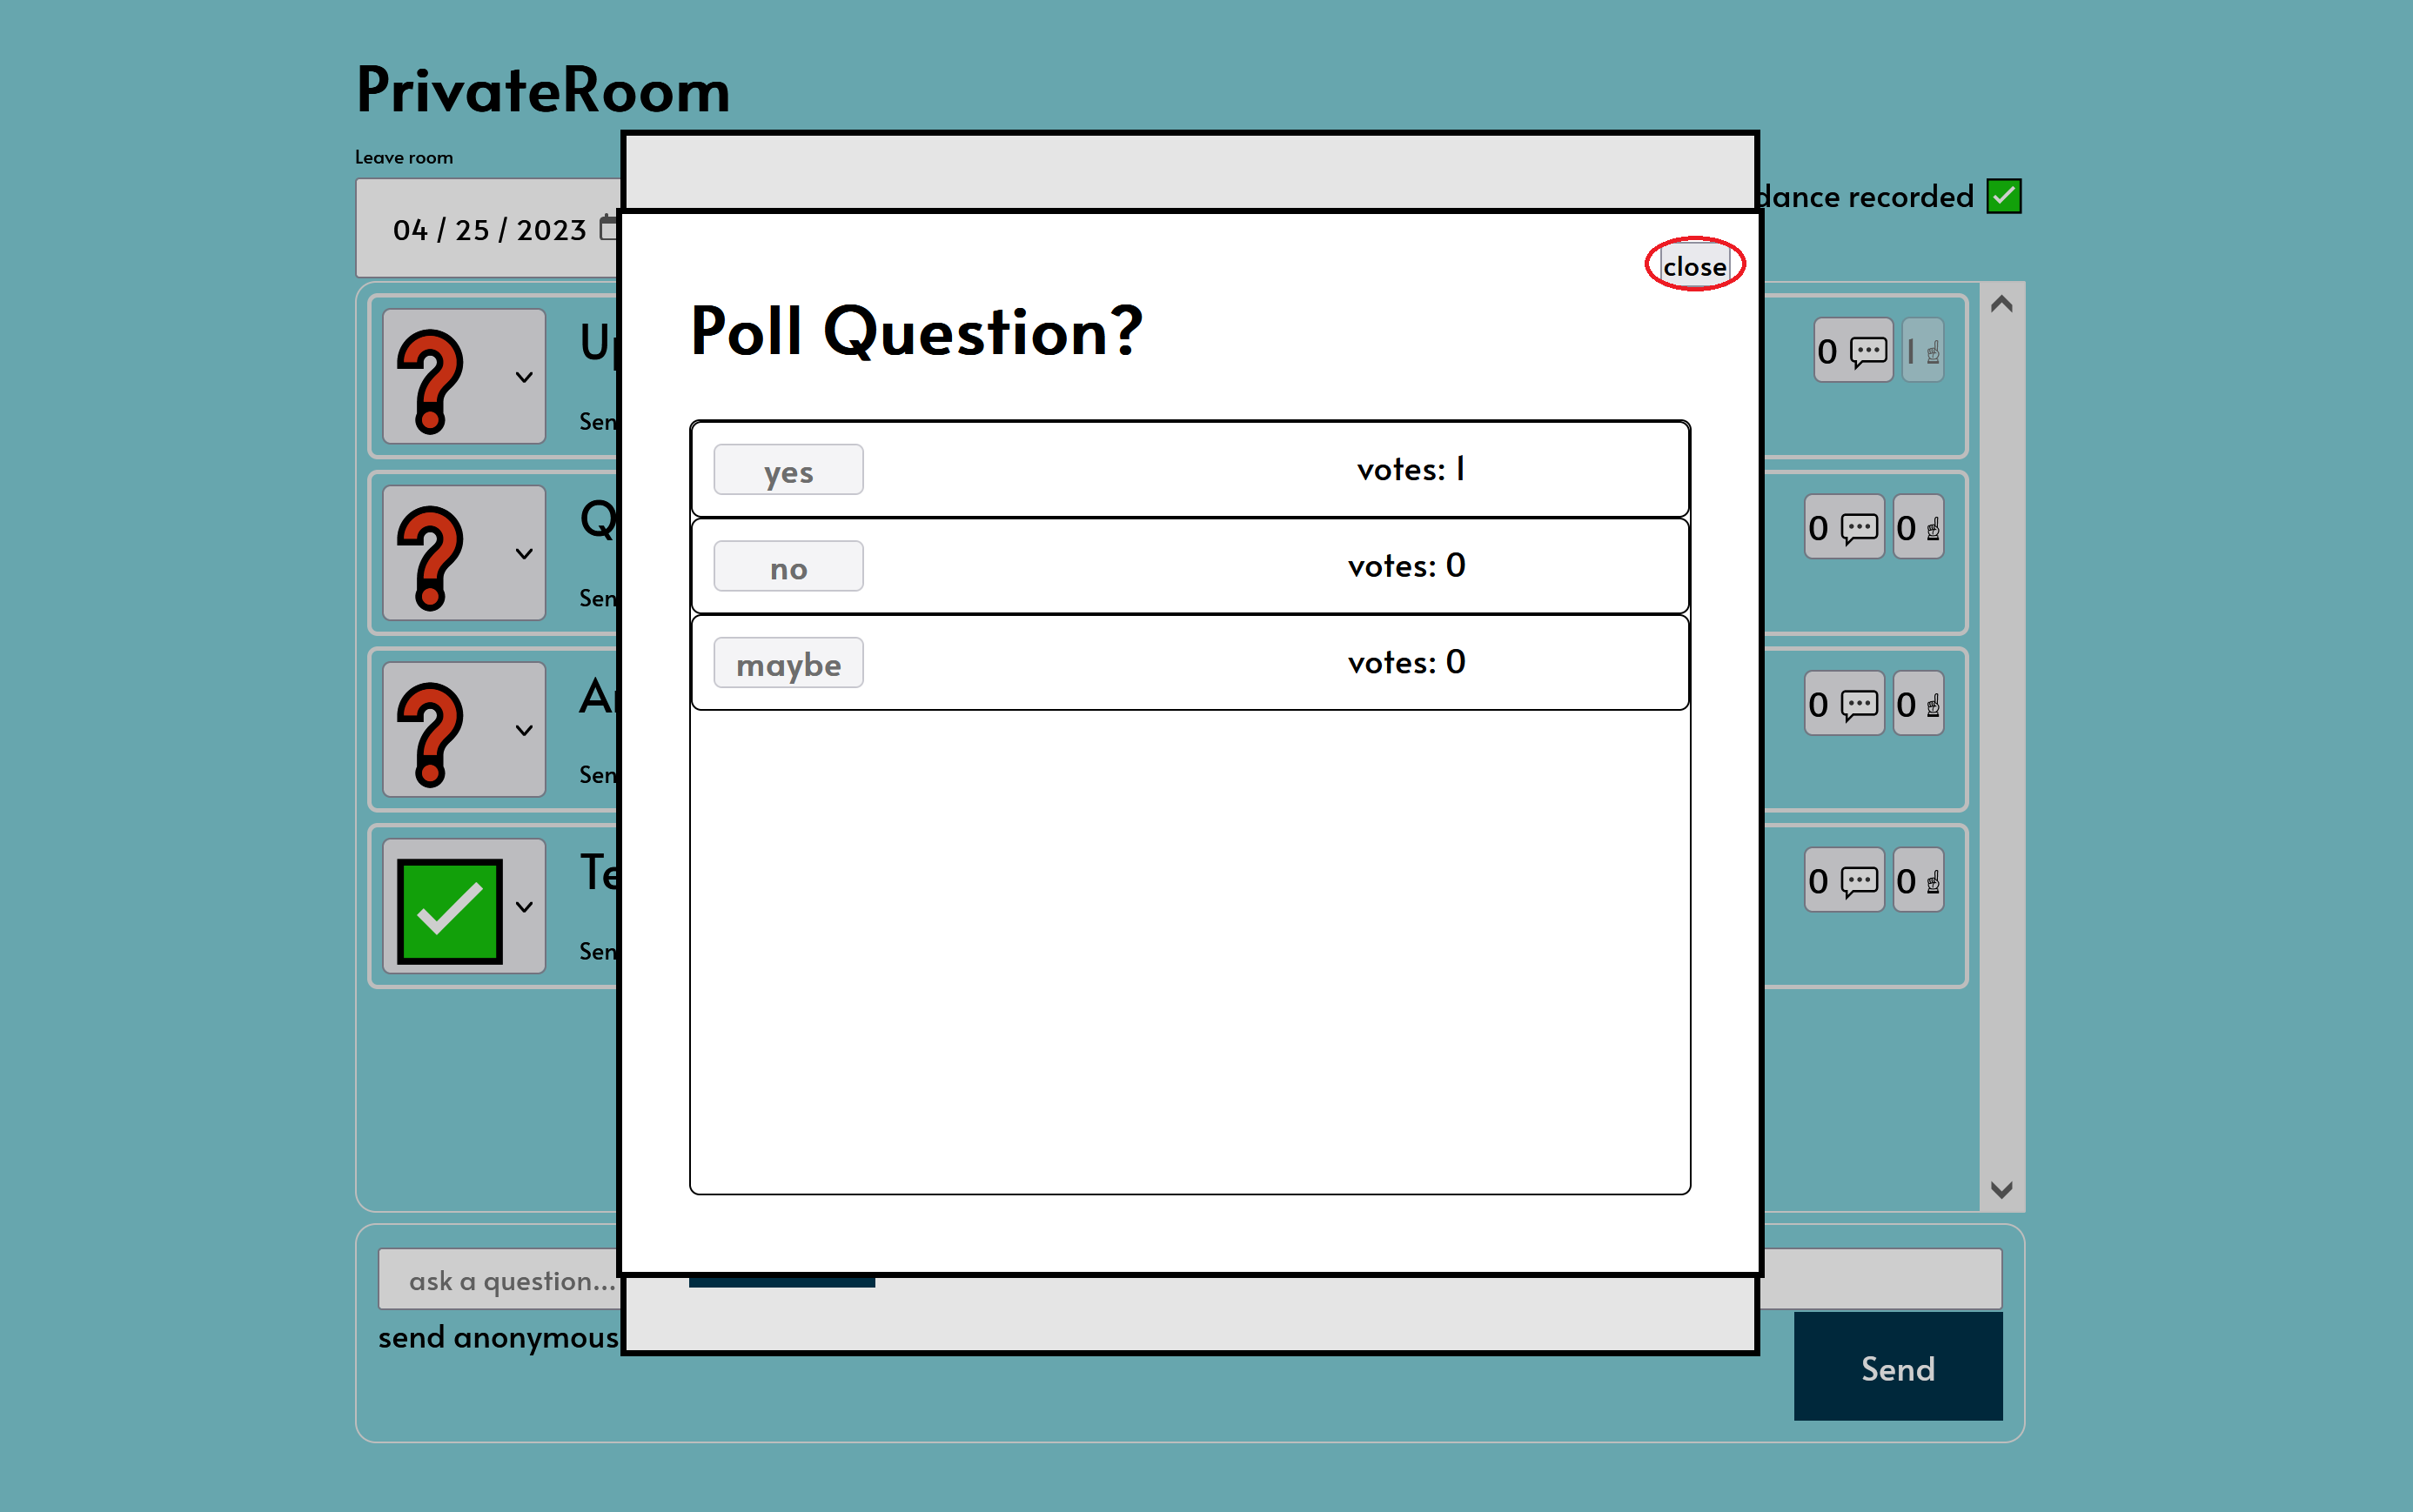 PrivateRoom
Leave room
04 / 25 / 2023
dance recorded
close
Poll Question?
yes votes: 1
no votes: 0
maybe votes: 0
Up
Sen
0 1
Q
Sen
0 0
A
Sen
0 0
Te
Sen
0 0
ask a question...
send anonymous
Send